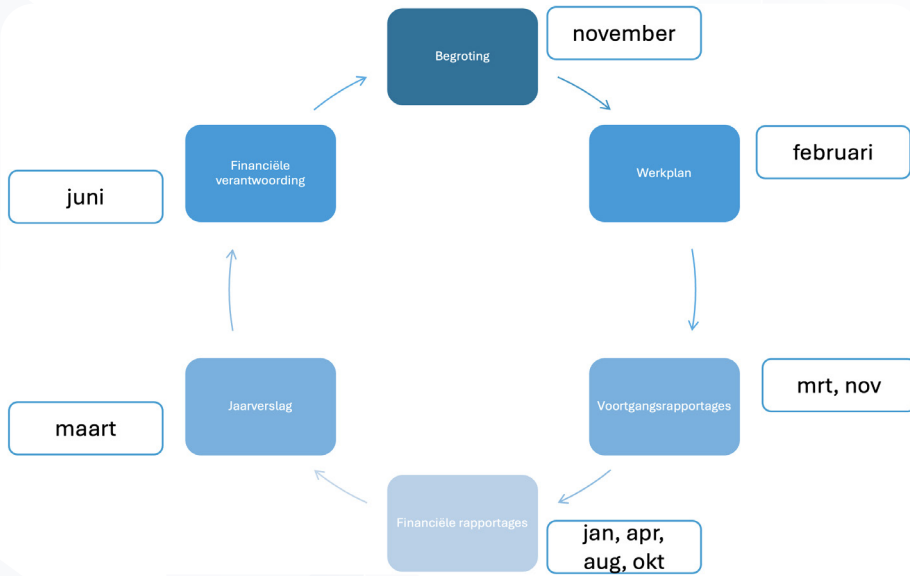 Begroting
november
Werkplan
februari
Voortgangsrapportages
mrt, nov
Financiële rapportages
jan, apr,
aug, okt
Jaarverslag
maart
Financiële
verantwoording
juni